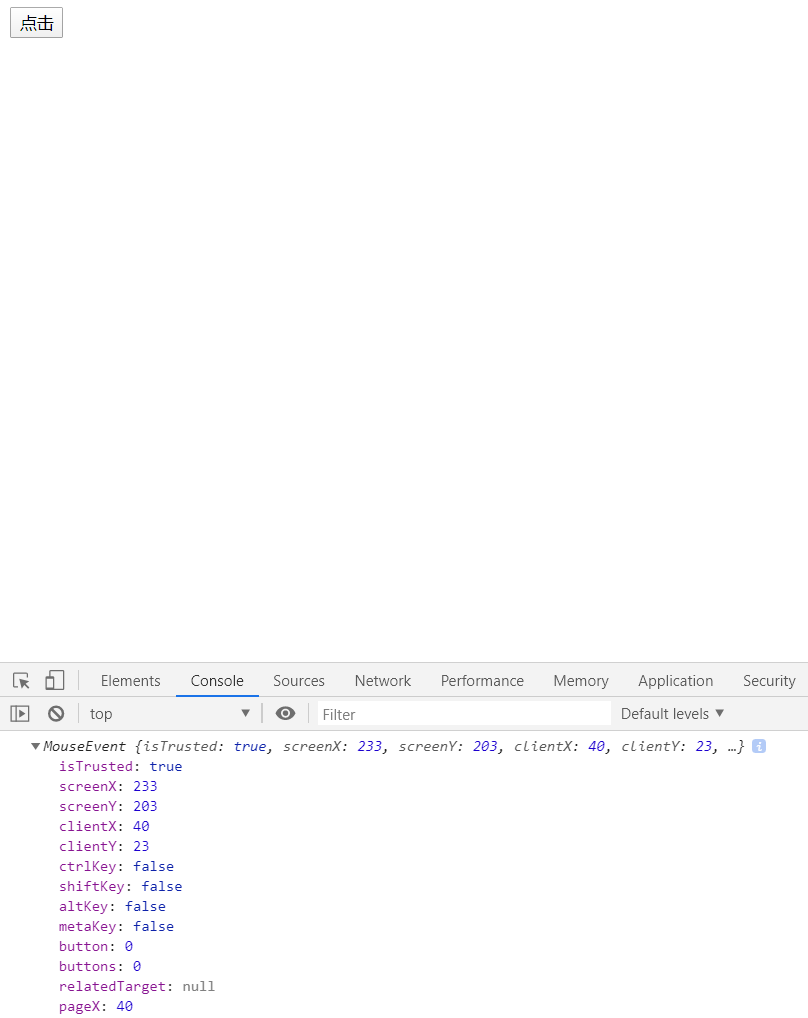 点击
Elements Console Sources Network Performance Memory Application Security
top Filter Default levels
MouseEvent {isTrusted: true, screenX: 233, screenY: 203, clientX: 40, clientY: 23, …} i
isTrusted: true
screenX: 233
screenY: 203
clientX: 40
clientY: 23
ctrlKey: false
shiftKey: false
altKey: false
metaKey: false
button: 0
buttons: 0
relatedTarget: null
pageX: 40